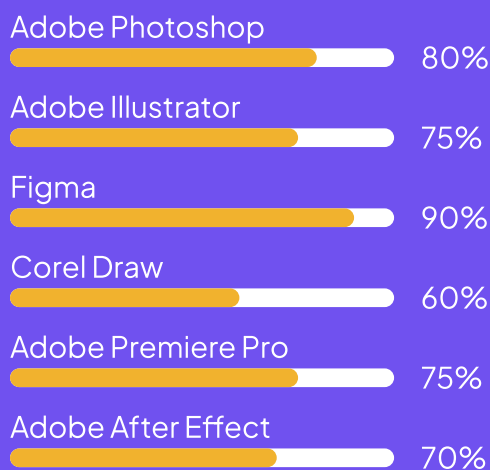 Adobe Photoshop
80%
Adobe Illustrator
75%
Figma
90%
Corel Draw
60%
Adobe Premiere Pro
75%
Adobe After Effect
70%